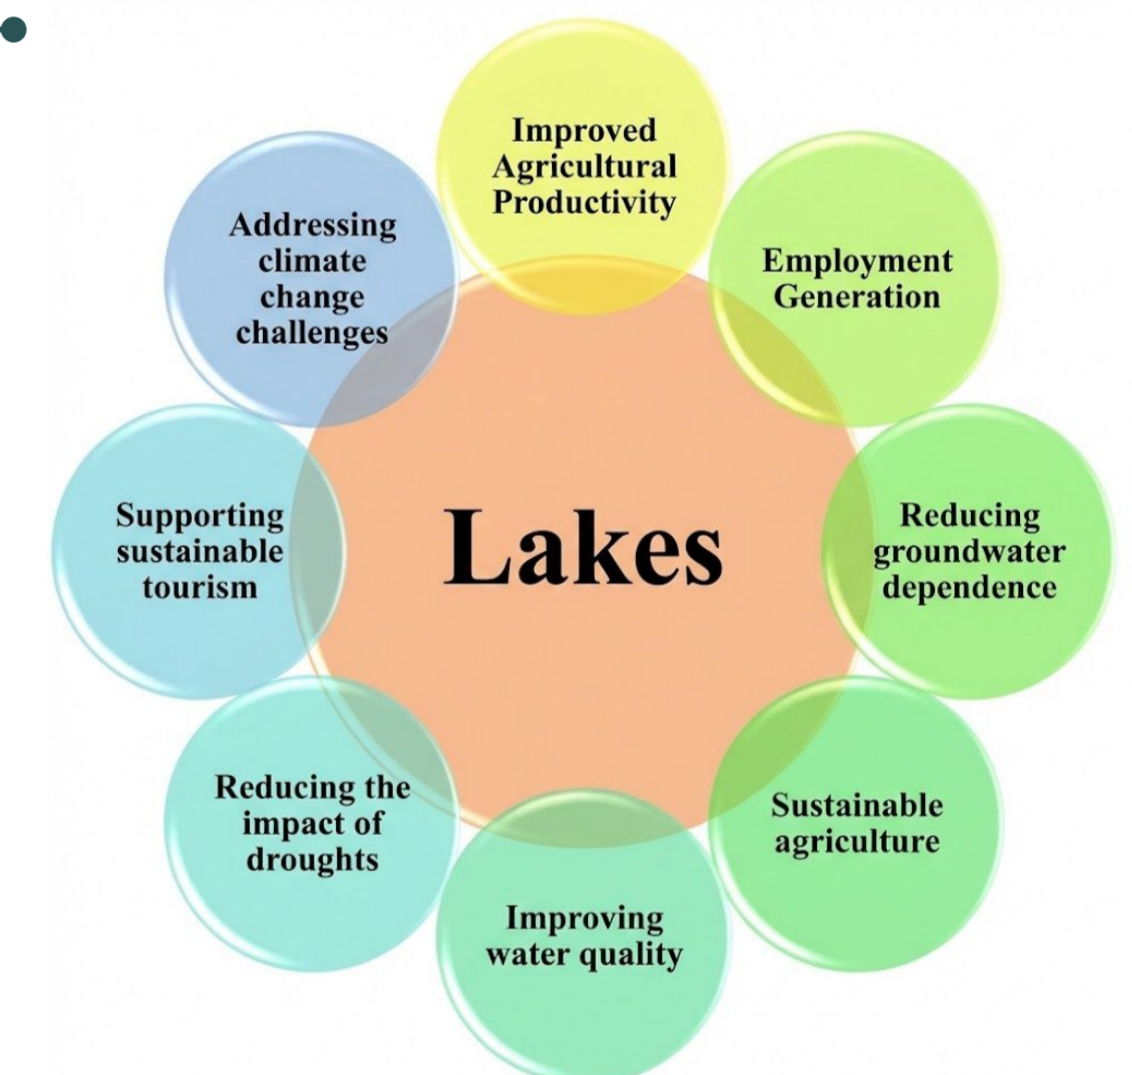 Improved
Agricultural
Productivity
Employment
Generation
Reducing
groundwater
dependence
Sustainable
agriculture
Improving
water quality
Reducing the
impact of
droughts
Supporting
sustainable
tourism
Addressing
climate
change
challenges
Lakes